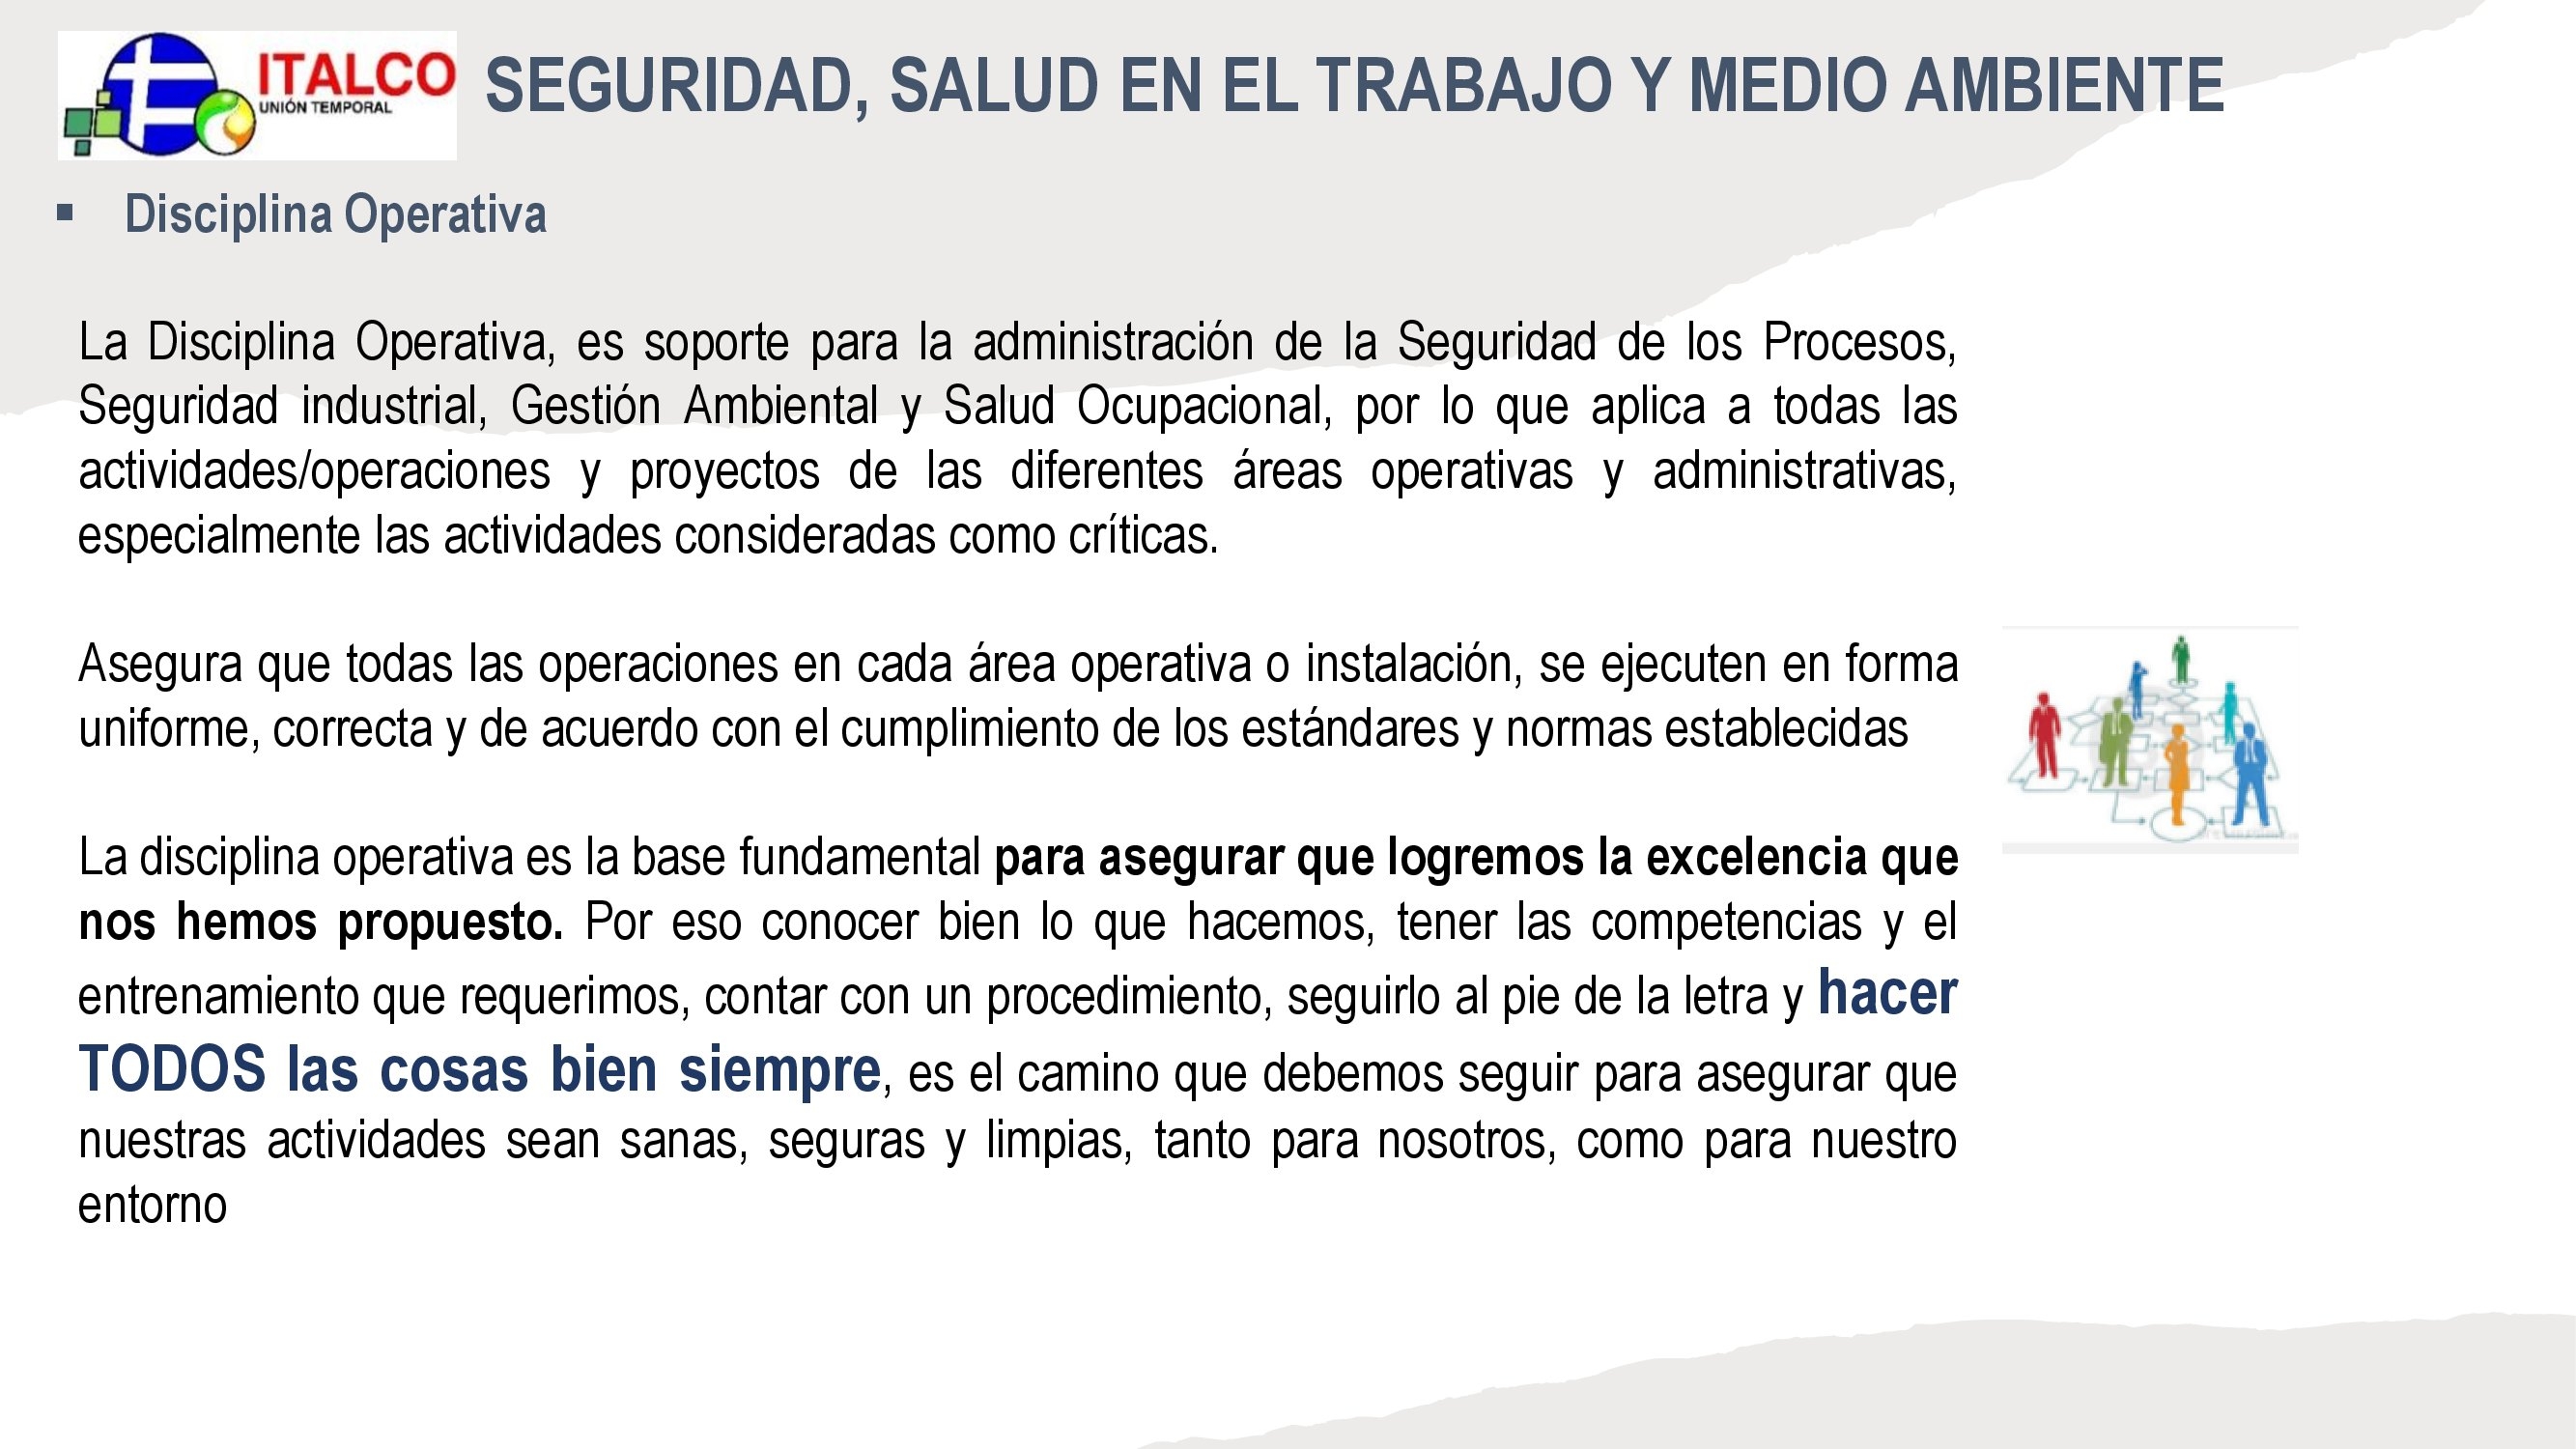 ITALCO
UNIÓN TEMPORAL
SEGURIDAD, SALUD EN EL TRABAJO Y MEDIO AMBIENTE
▪ Disciplina Operativa
La Disciplina Operativa, es soporte para la administración de la Seguridad de los Procesos,
Seguridad industrial, Gestión Ambiental y Salud Ocupacional, por lo que aplica a todas las
actividades/operaciones y proyectos de las diferentes áreas operativas y administrativas,
especialmente las actividades consideradas como críticas.
Asegura que todas las operaciones en cada área operativa o instalación, se ejecuten en forma
uniforme, correcta y de acuerdo con el cumplimiento de los estándares y normas establecidas
La disciplina operativa es la base fundamental para asegurar que logremos la excelencia que
nos hemos propuesto. Por eso conocer bien lo que hacemos, tener las competencias y el
entrenamiento que requerimos, contar con un procedimiento, seguirlo al pie de la letra y hacer
TODOS las cosas bien siempre, es el camino que debemos seguir para asegurar que
nuestras actividades sean sanas, seguras y limpias, tanto para nosotros, como para nuestro
entorno